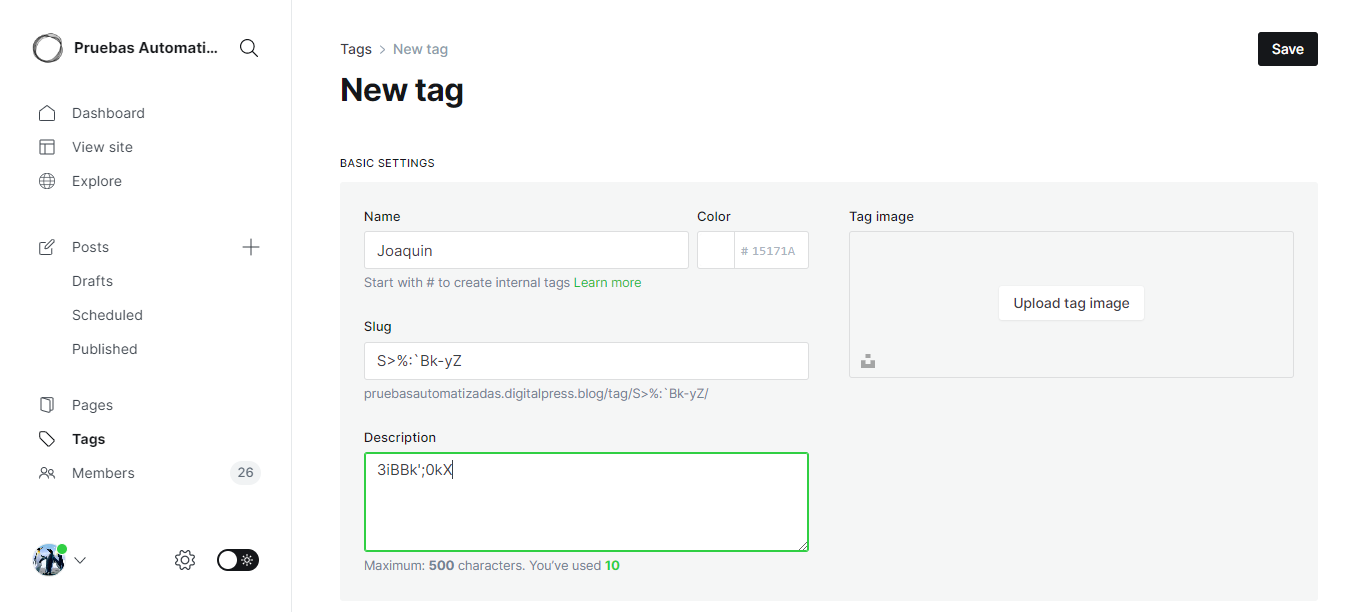 Pruebas Automati...
Dashboard
View site
Explore
Posts
Drafts
Scheduled
Published
Pages
Tags
Members 26
Tags > New tag
Save
New tag
BASIC SETTINGS
Name
Joaquin
Start with # to create internal tags Learn more
Color
# 15171A
Slug
S>%:`Bk-yZ
pruebasautomatizadas.digitalpress.blog/tag/S>%:`Bk-yZ/
Description
3iBBk';0kX
Maximum: 500 characters. You’ve used 10
Tag image
Upload tag image